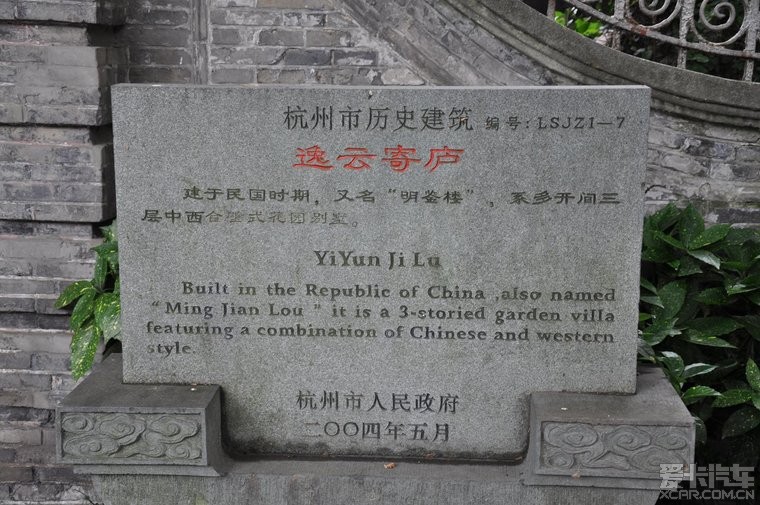 杭州市历史建筑 编号:LSJZ1—7
逸云寄庐
建于民国时期，又名“明鉴楼”，系多开间三
层中西合璧式花园别墅。
YiYun Ji Lu
Built in the Republic of China ,also named
“Ming Jian Lou ” it is a 3-storied garden villa
featuring a combination of Chinese and western
style.
杭州市人民政府
二〇〇四年五月
爱卡汽车
XCAR.COM.CN